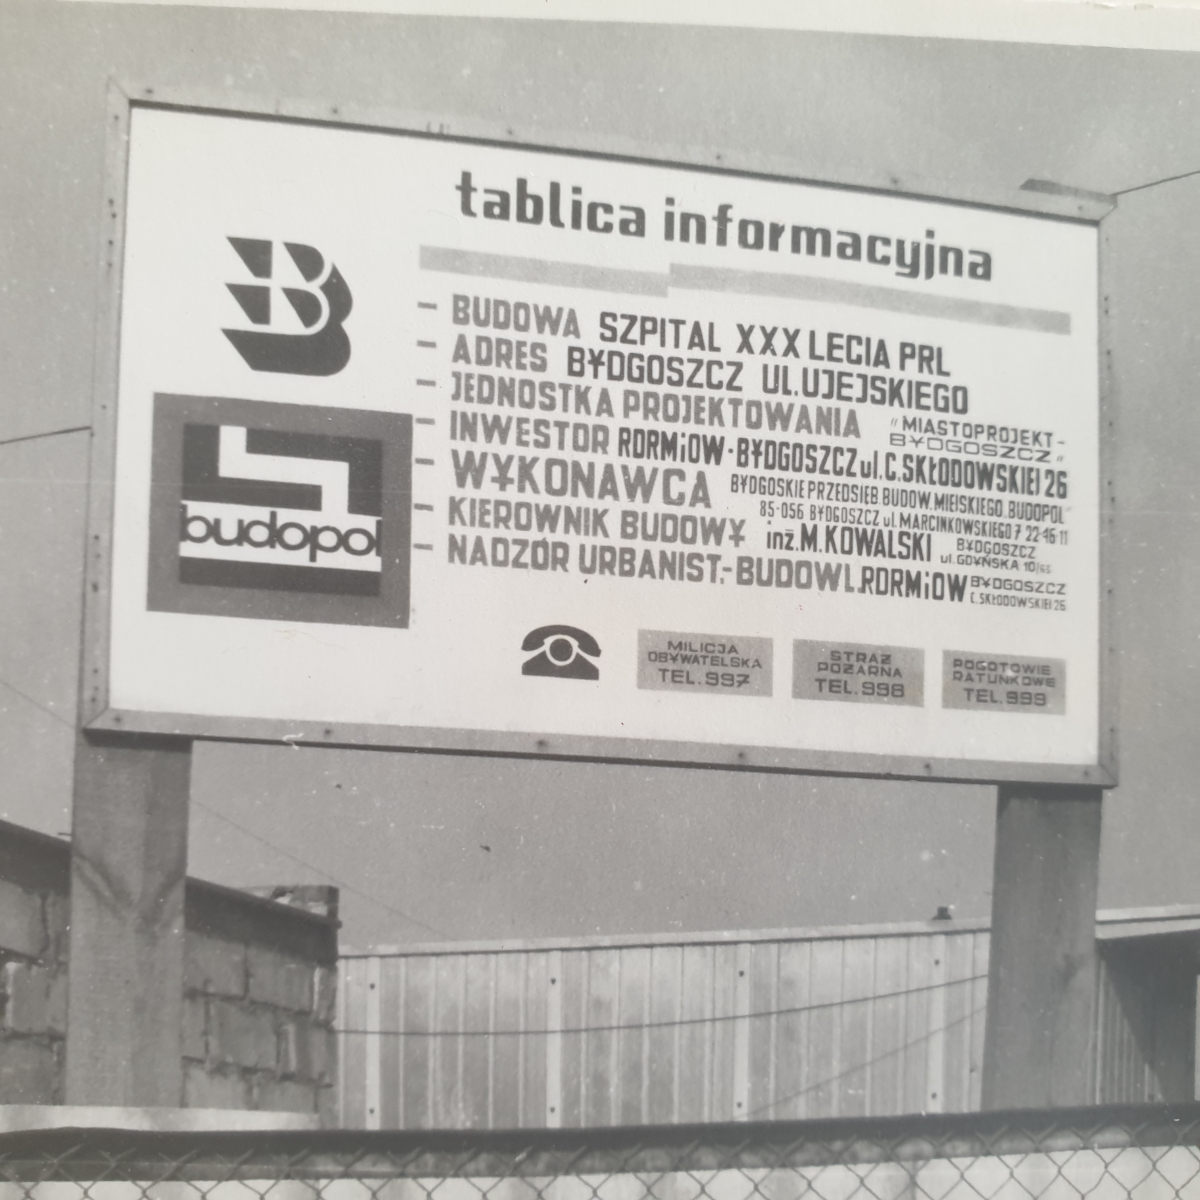 tablica informacyjna
B
budopol
– BUDOWA SZPITAL XXX LECIA PRL
– ADRES BYDGOSZCZ UL.UJEJSKIEGO
– JEDNOSTKA PROJEKTOWANIA "MIASTOPROJEKT-
BYDGOSZCZ"
– INWESTOR RDRMiOW-BYDGOSZCZ ul.C.SKŁODOWSKIEJ 26
– WYKONAWCA BYDGOSKIE PRZEDSIĘB BUDOW. MIEJSKIEGO BUDOPOL
85-056 BYDGOSZCZ ul. MARCINKOWSKIEGO 7 22-46-11
– KIEROWNIK BUDOWY inż.M.KOWALSKI BYDGOSZCZ
ul.GDYŃSKA 10/63
– NADZÓR URBANIST.-BUDOWL.RDRMiOW BYDGOSZCZ
C.SKŁODOWSKIEJ 26
MILICJA
OBYWATELSKA
TEL.997
STRAŻ
POŻARNA
TEL.998
POGOTOWIE
RATUNKOWE
TEL.999